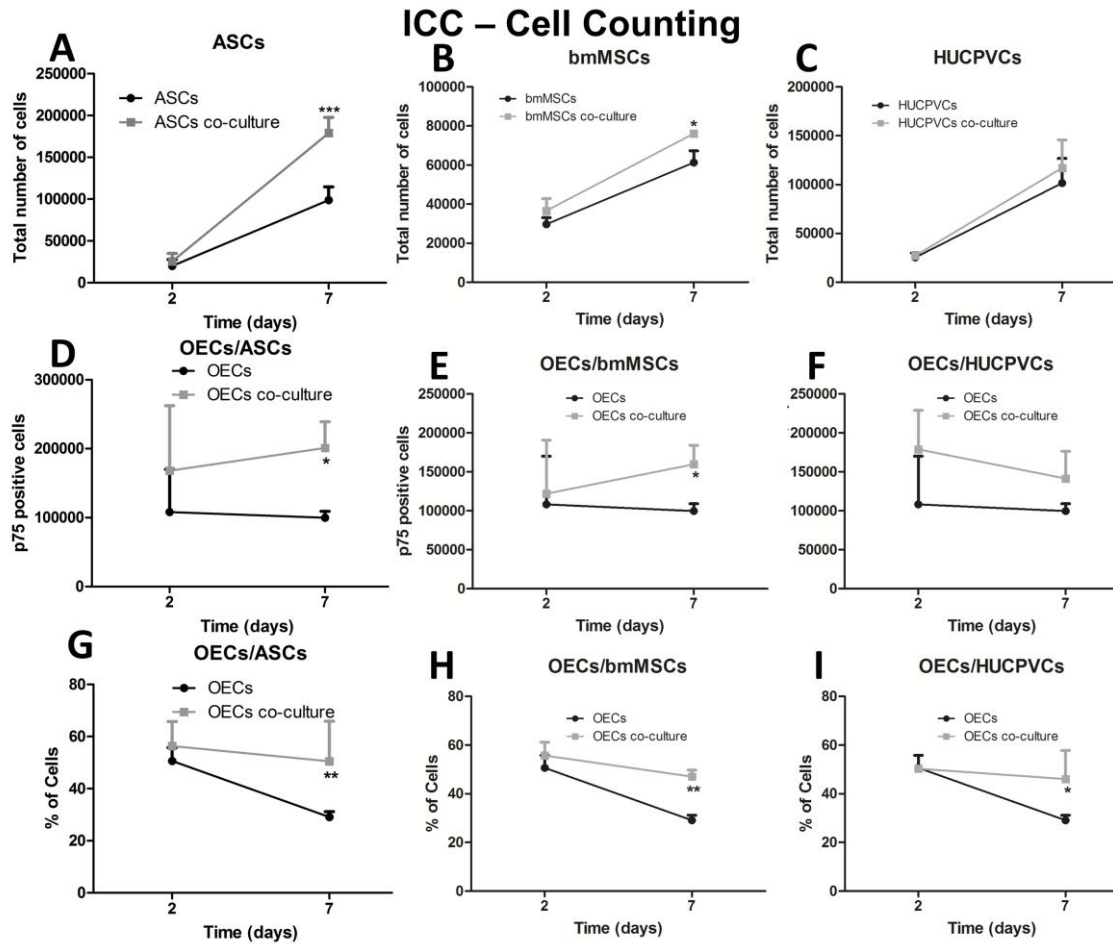 ICC – Cell Counting
A
ASCs
250000
200000
150000
100000
50000
0
Total number of cells
ASCs
ASCs co-culture
***
2
7
Time (days)
B
bmMSCs
100000
80000
60000
40000
20000
0
Total number of cells
bmMSCs
bmMSCs co-culture
*
2
7
Time (days)
C
HUCPVCs
200000
150000
100000
50000
0
Total number of cells
HUCPVCs
HUCPVCs co-culture
2
7
Time (days)
D
OECs/ASCs
300000
200000
100000
0
p75 positive cells
OECs
OECs co-culture
*
2
7
Time (days)
E
OECs/bmMSCs
250000
200000
150000
100000
50000
0
p75 positive cells
OECs
OECs co-culture
*
2
7
Time (days)
F
OECs/HUCPVCs
250000
200000
150000
100000
50000
0
OECs
OECs co-culture
2
7
Time (days)
G
OECs/ASCs
80
60
40
20
0
% of Cells
OECs
OECs co-culture
**
2
7
Time (days)
H
OECs/bmMSCs
80
60
40
20
0
% of Cells
OECs
OECs co-culture
**
2
7
Time (days)
I
OECs/HUCPVCs
80
60
40
20
0
% of Cells
OECs
OECs co-culture
*
2
7
Time (days)